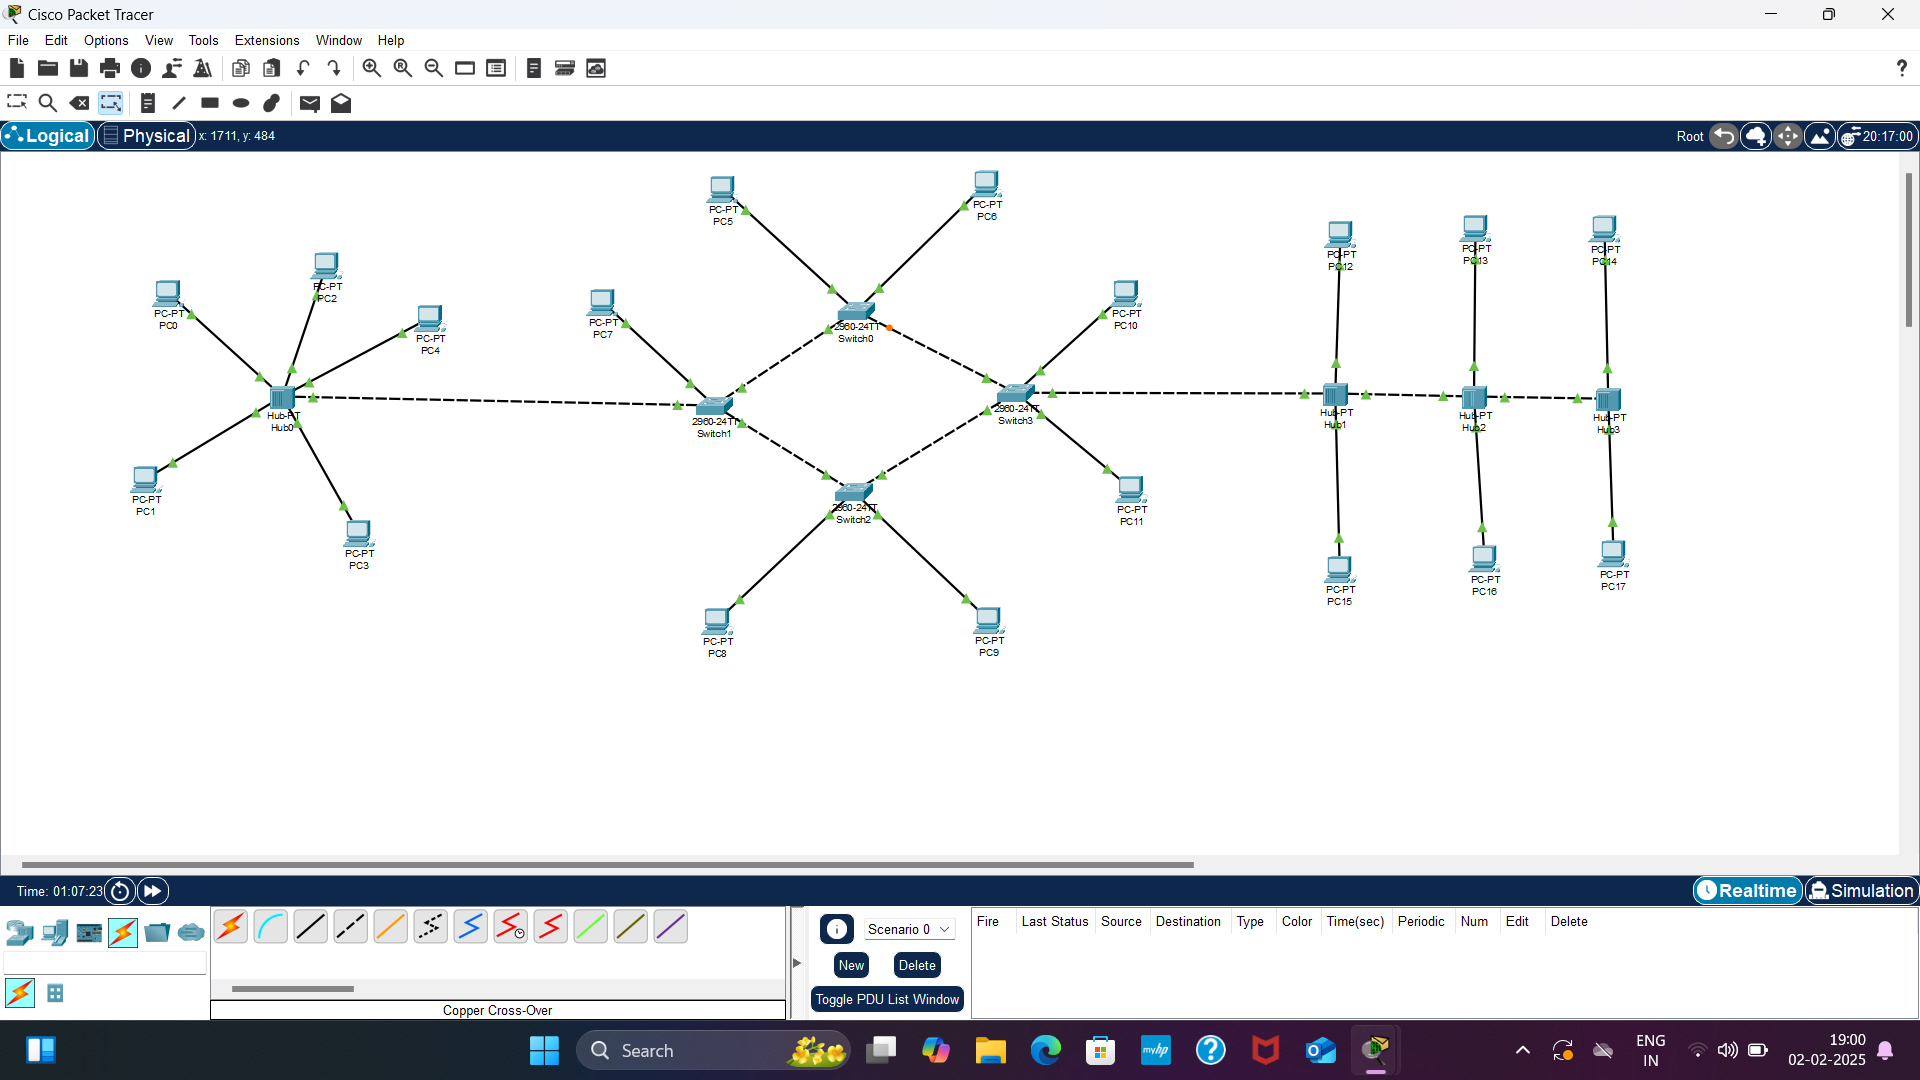 Cisco Packet Tracer
File Edit Options View Tools Extensions Window Help
Logical Physical x: 1711, y: 484 Root 20:17:00
PC-PT
PC5
PC-PT
PC6
PC-PT
PC12
PC-PT
PC13
PC-PT
PC14
PC-PT
PC2
PC-PT
PC0
PC-PT
PC4
PC-PT
PC7
2960-24TT
Switch0
PC-PT
PC10
Hub-PT
Hub0
2960-24TT
Switch1
2960-24TT
Switch3
Hub-PT
Hub1
Hub-PT
Hub2
Hub-PT
Hub3
PC-PT
PC1
2960-24TT
Switch2
PC-PT
PC11
PC-PT
PC3
PC-PT
PC15
PC-PT
PC16
PC-PT
PC17
PC-PT
PC8
PC-PT
PC9
Time: 01:07:23 Realtime Simulation
Scenario 0
New Delete
Toggle PDU List Window
Fire Last Status Source Destination Type Color Time(sec) Periodic Num Edit Delete
Copper Cross-Over
Search
myhp
ENG
IN
19:00
02-02-2025